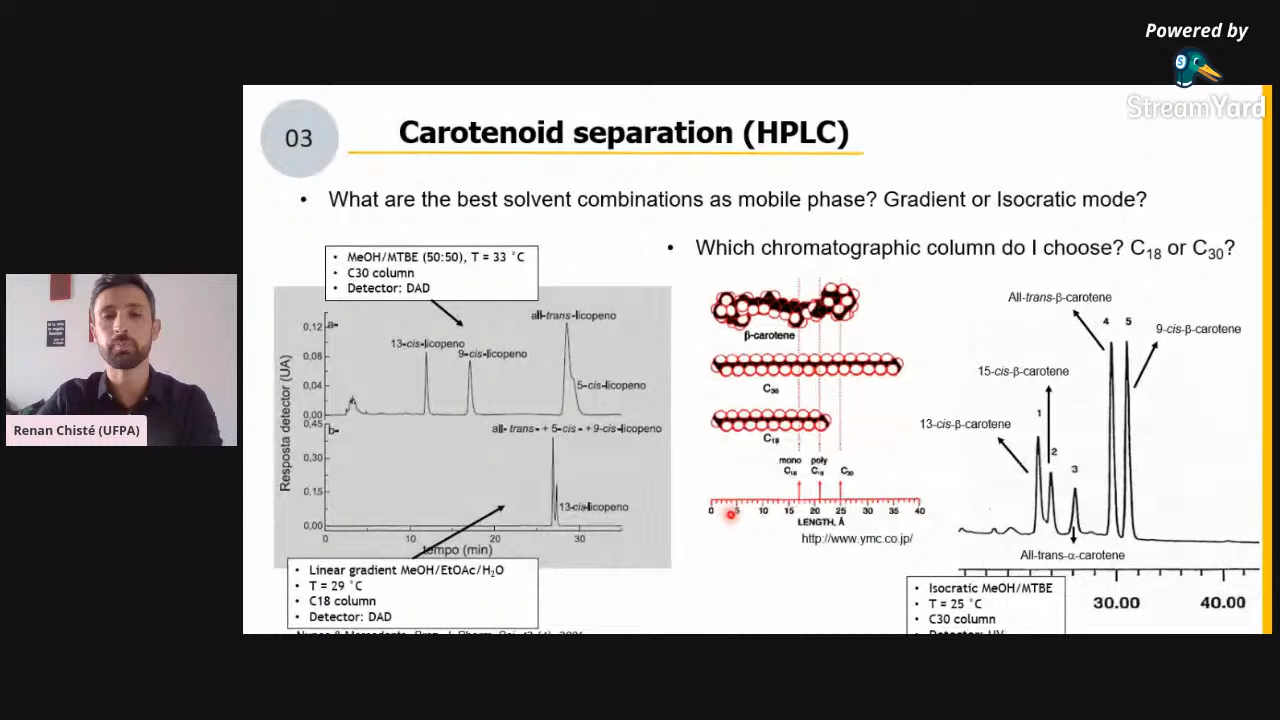 Powered by
StreamYard
03
Carotenoid separation (HPLC)
• What are the best solvent combinations as mobile phase? Gradient or Isocratic mode?
• Which chromatographic column do I choose? C18 or C30?
• MeOH/MTBE (50:50), T = 33 °C
• C30 column
• Detector: DAD
Resposta detector (UA)
0,12
0,08
0,04
0,00
a-
13-cis-licopeno
9-cis-licopeno
all-trans-licopeno
5-cis-licopeno
0,45
0,30
0,15
0,00
b-
all- trans- + 5-cis- + 9-cis-licopeno
13-cis-licopeno
0
10
20
30
tempo (min)
• Linear gradient MeOH/EtOAc/H2O
• T = 29 °C
• C18 column
• Detector: DAD
β-carotene
C30
C18
mono C18
poly C18
C30
0 5 10 15 20 25 30 35 40
LENGTH, Å
http://www.ymc.co.jp/
All-trans-β-carotene
4
5
9-cis-β-carotene
15-cis-β-carotene
13-cis-β-carotene
1
2
3
All-trans-α-carotene
30.00
40.00
• Isocratic MeOH/MTBE
• T = 25 °C
• C30 column
Renan Chisté (UFPA)